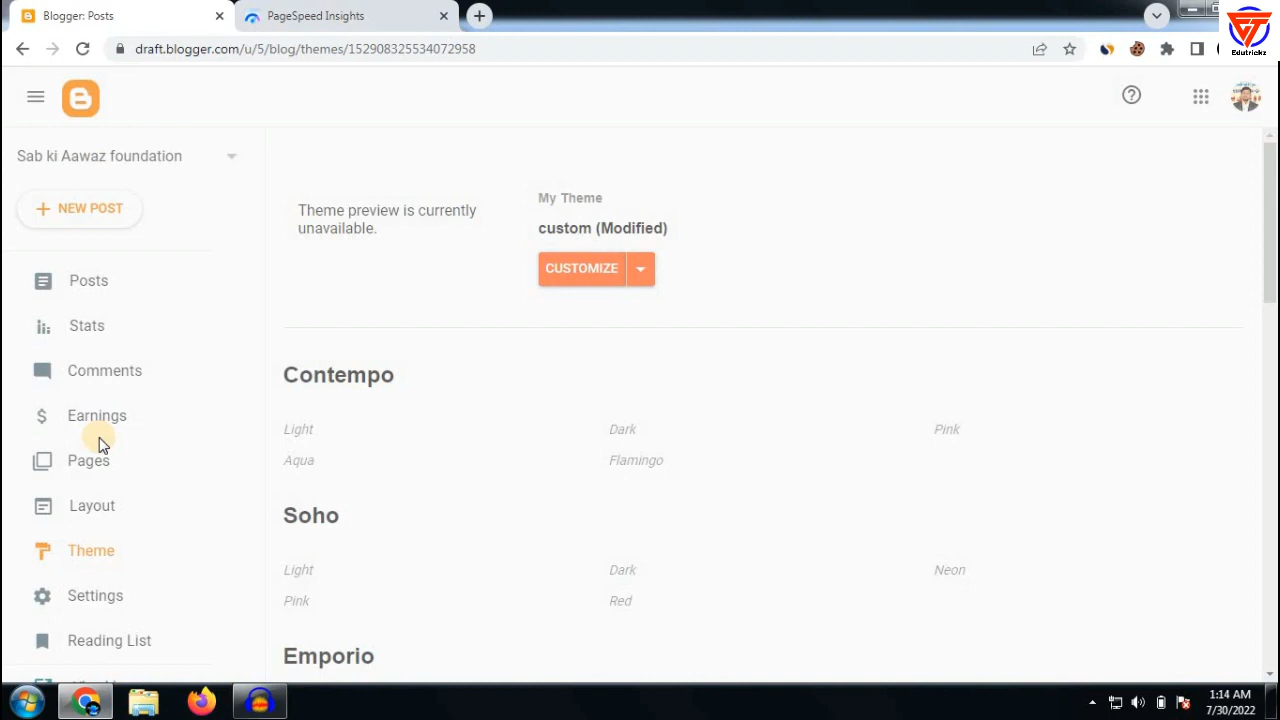 Blogger: Posts
PageSpeed Insights
draft.blogger.com/u/5/blog/themes/1529083255340729​58
Edutrickz
Sab ki Aawaz foundation
NEW POST
Posts
Stats
Comments
Earnings
Pages
Layout
Theme
Settings
Reading List
Theme preview is currently
unavailable.
My Theme
custom (Modified)
CUSTOMIZE
Contempo
Light Dark Pink
Aqua Flamingo
Soho
Light Dark Neon
Pink Red
Emporio
1:14 AM
7/30/2022